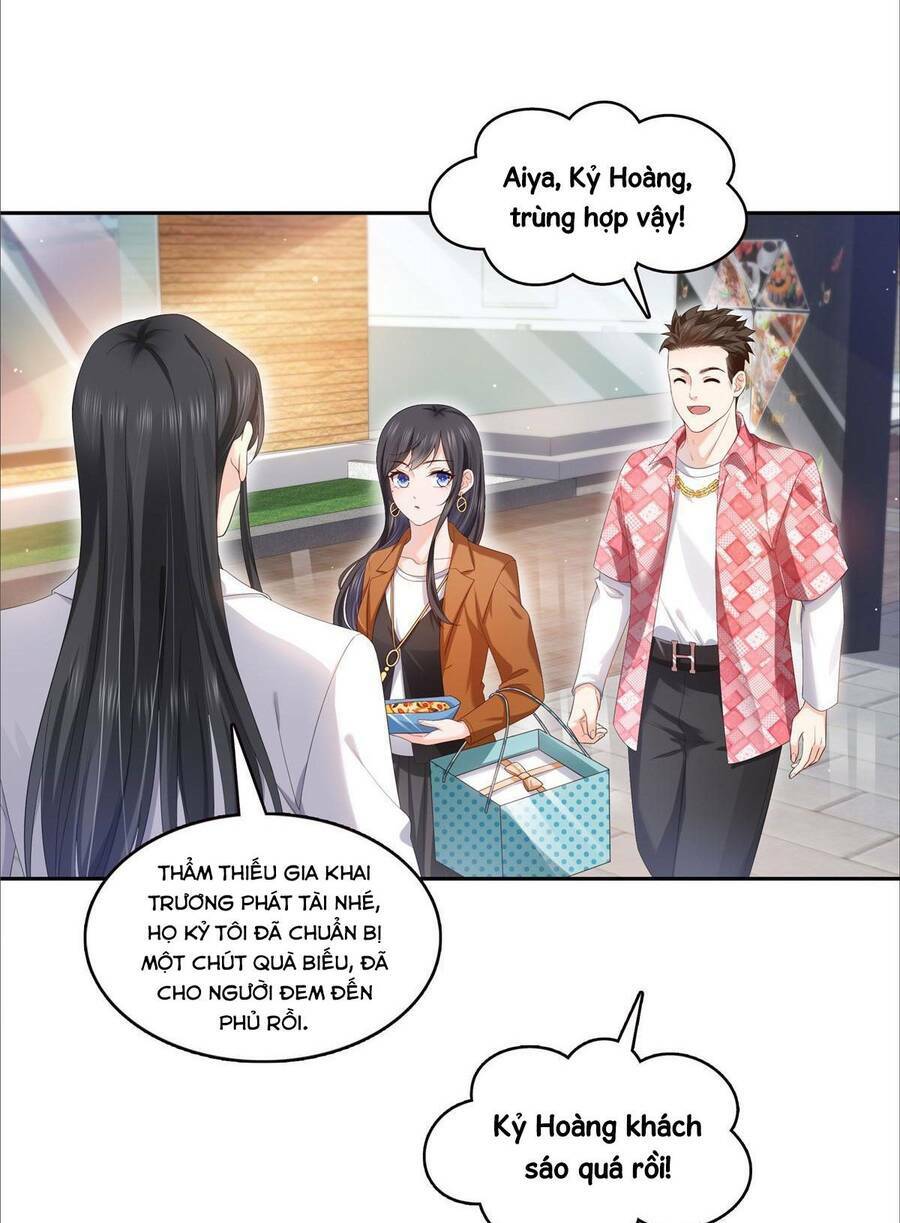 Aiya, Kỷ Hoàng,
trùng hợp vậy!
THẨM THIẾU GIA KHAI
TRƯƠNG PHÁT TÀI NHÉ,
HỌ KỶ TÔI ĐÃ CHUẨN BỊ
MỘT CHÚT QUÀ BIẾU, ĐÃ
CHO NGƯỜI ĐEM ĐẾN
PHỦ RỒI.
Kỷ Hoàng khách
sáo quá rồi!